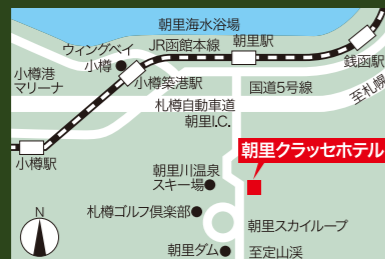 朝里海水浴場
ウィングベイ
小樽
JR函館本線
朝里駅
銭函駅
小樽港
マリーナ
小樽築港駅
国道5号線
至札幌
札樽自動車道
朝里I.C.
小樽駅
朝里クラッセホテル
朝里川温泉
スキー場
札樽ゴルフ倶楽部
朝里スカイループ
N
朝里ダム
至定山渓